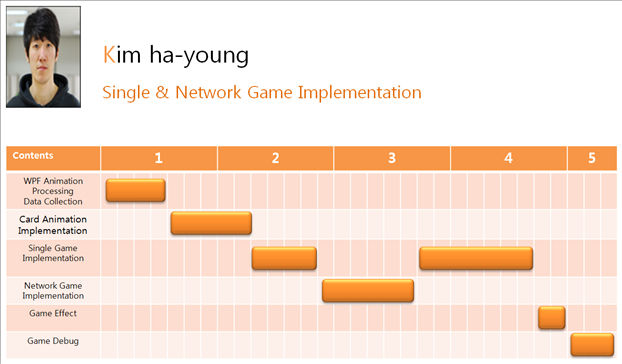 Kim ha-young
Single & Network Game Implementation
Contents 1 2 3 4 5
WPF Animation
Processing
Data Collection
Card Animation
Implementation
Single Game
Implementation
Network Game
Implementation
Game Effect
Game Debug